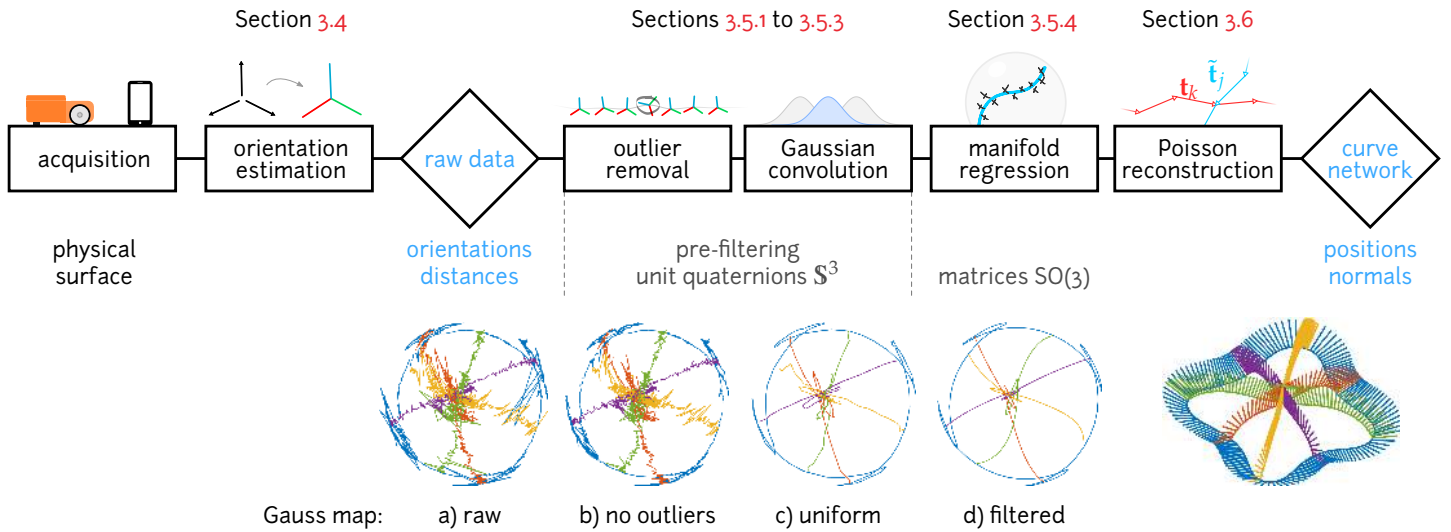 Section 3.4
Sections 3.5.1 to 3.5.3
Section 3.5.4
Section 3.6
t_k
t̃_j
acquisition
orientation
estimation
raw data
outlier
removal
Gaussian
convolution
manifold
regression
Poisson
reconstruction
curve
network
physical
surface
orientations
distances
pre-filtering
unit quaternions 𝕊³
matrices SO(3)
positions
normals
Gauss map:
a) raw
b) no outliers
c) uniform
d) filtered